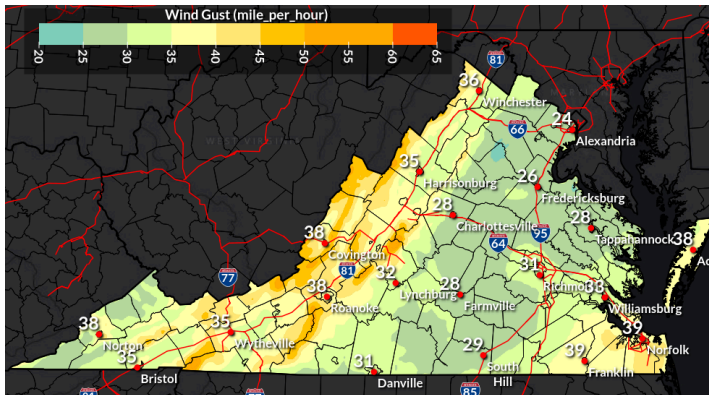 Wind Gust (mile_per_hour)
20 25 30 35 40 45 50 55 60 65
81
36
Winchester
24
Alexandria
66
35
Harrisonburg
26
Fredericksburg
28
Charlottesville
28
Tappahannock
95
64
38
Covington
38
81
77
32
Lynchburg
31
Richmo
28
Farmville
33
Williamsburg
38
Roanoke
38
Norton
35
Wytheville
35
Bristol
31
Danville
29
South
Hill
39
Franklin
39
Norfolk
85